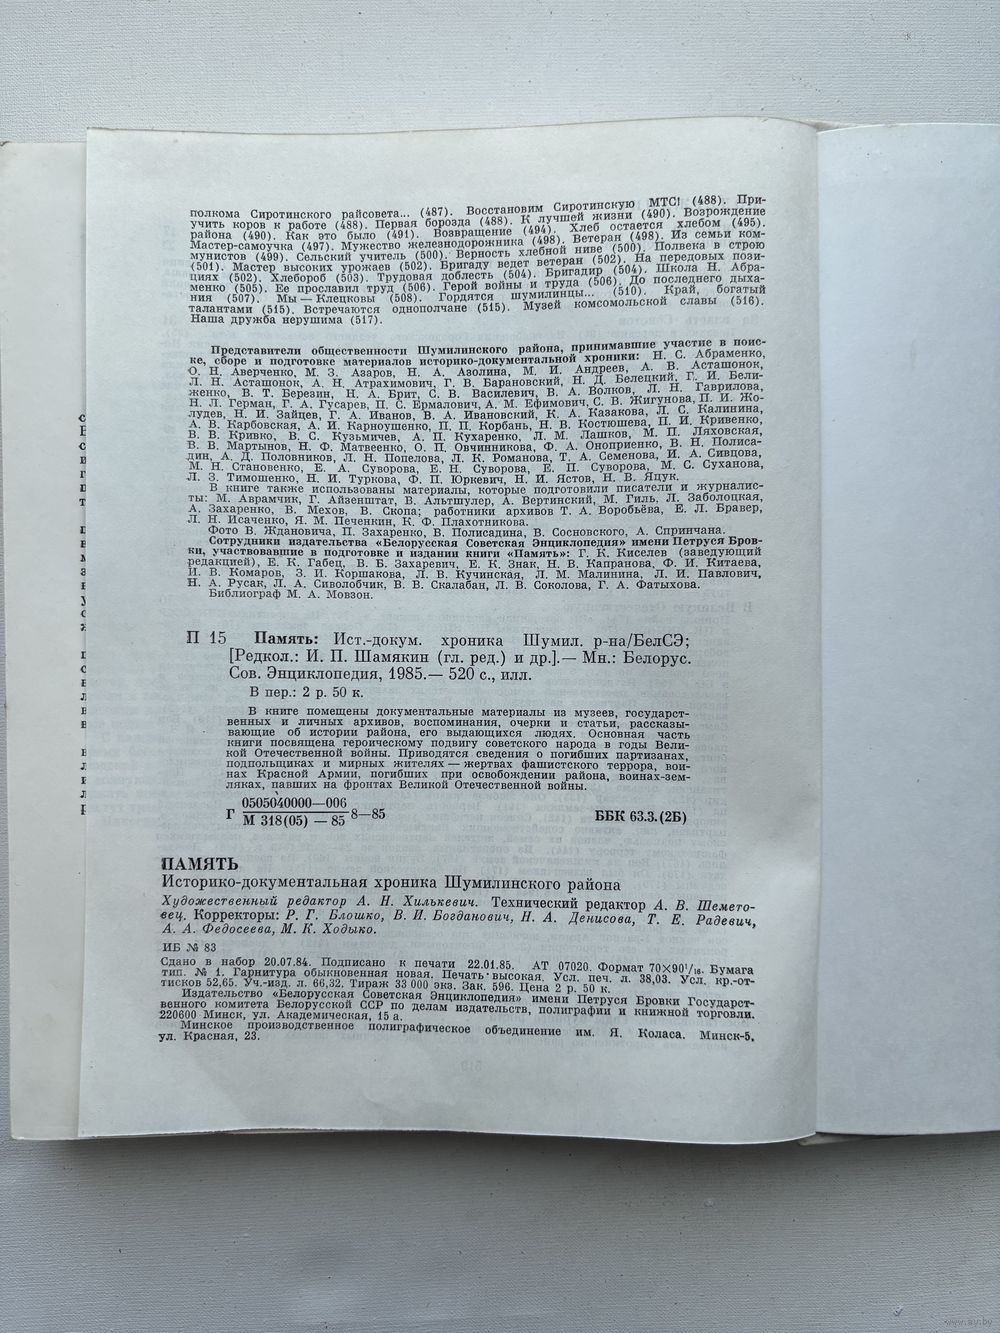 полкома Сиротинского райсовета... (487). Восстановим Сиротинскую МТС! (488). При-
учить коров к работе (488). Первая борозда (488). К лучшей жизни (490). Возрождение
района (490). Как это было (491). Возвращение (494). Хлеб остается хлебом (495).
Мастер-самоучка (497). Мужество железнодорожника (498). Ветеран (498). Из семьи ком-
мунистов (499). Сельский учитель (500). Верность хлебной ниве (500). Полвека в строю
(501). Мастер высоких урожаев (502). Бригаду ведет ветеран (502). На передовых пози-
циях (502). Хлебороб (503). Трудовая доблесть (504). Бригадир (504). Школа Н. Абра-
менко (505). Ее прославил труд (506). Герой войны и труда (506). До последнего дыха-
ния (507). Мы — Клецковы (508). Гордятся шумилинцы... (510). Край, богатый
талантами (515). Встречаются однополчане (515). Музей комсомольской славы (516).
Наша дружба нерушима (517).
Представители общественности Шумилинского района, принимавшие участие в поис-
ке, сборе и подготовке материалов историко-документальной хроники: Н. С. Абраменко,
О. Н. Аверченко, М. З. Азаров, Н. А. Азолина, М. И. Андреев, А. В. Асташонок,
Л. Н. Асташонок, А. Н. Атрахимович, Г. В. Барановский, Н. Д. Белецкий, Г. И. Бели-
женко, В. Т. Березин, Н. А. Брит, С. В. Василевич, В. А. Волков, Л. Н. Гаврилова,
Н. Л. Герман, Г. А. Гусарев, П. С. Ермалович, А. М. Ефимович, С. В. Жигунова, П. И. Жо-
лудев, Н. И. Зайцев, Г. А. Иванов, В. А. Ивановский, К. А. Казакова, Л. С. Калинина,
А. В. Карбовская, А. И. Карноушенко, П. П. Корбань, Н. В. Костюшева, П. И. Кривенко,
В. В. Кривко, В. С. Кузьмичев, А. П. Кухаренко, Л. М. Лашков, М. П. Ляховская,
В. В. Мартынов, Н. Ф. Матвеенко, О. П. Овчинникова, Ф. А. Оноприенко, В. Н. Полиса-
дин, А. Д. Половников, Л. Н. Попелова, Л. К. Романова, Т. А. Семенова, И. А. Сивцова,
М. Н. Становенко, Е. А. Суворова, Е. Н. Суворова, Е. П. Суворова, М. С. Суханова,
Л. З. Тимошенко, Н. И. Туркова, Ф. П. Юркевич, Н. И. Ястов, Н. В. Яцук.
В книге также использованы материалы, которые подготовили писатели и журналис-
ты: М. Аврамчик, Г. Айзенштат, В. Альтшулер, А. Вертинский, М. Гиль, Л. Заболоцкая,
А. Захаренко, В. Мехов, В. Скопа; работники архивов Т. А. Воробьёва, Е. Л. Бравер,
Л. Н. Исаченко, Я. М. Печенкин, К. Ф. Плахотникова.
Фото В. Ждановича, П. Захаренко, В. Полисадина, В. Сосновского, А. Спринчана.
Сотрудники издательства «Белорусская Советская Энциклопедия» имени Петруся Бров-
ки, участвовавшие в подготовке и издании книги «Память»: Г. К. Киселев (заведующий
редакцией), Е. К. Габец, В. Б. Захаревич, Е. К. Знак, Н. В. Капранова, Ф. И. Китаева,
И. В. Комаров, З. И. Коршакова, Л. В. Кучинская, Л. М. Малинина, Л. И. Павлович,
Н. А. Русак, Л. А. Сиволобчик, В. В. Скалабан, Л. В. Соколова, Г. А. Фатыхова.
Библиограф М. А. Мовзон.
П 15 Память: Ист.-докум. хроника Шумил. р-на/БелСЭ;
[Редкол.: И. П. Шамякин (гл. ред.) и др.].— Мн.: Белорус.
Сов. Энциклопедия, 1985.— 520 с., илл.
В пер.: 2 р. 50 к.
В книге помещены документальные материалы из музеев, государст-
венных и личных архивов, воспоминания, очерки и статьи, рассказы-
вающие об истории района, его выдающихся людях. Основная часть
книги посвящена героическому подвигу советского народа в годы Вели-
кой Отечественной войны. Приводятся сведения о погибших партизанах,
подпольщиках и мирных жителях — жертвах фашистского террора, вои-
нах Красной Армии, погибших при освобождении района, воинах-зем-
ляках, павших на фронтах Великой Отечественной войны.
Г 0505040000—006
М 318(05) — 85 8—85 ББК 63.3.(2Б)
ПАМЯТЬ
Историко-документальная хроника Шумилинского района
Художественный редактор А. Н. Хилькевич. Технический редактор А. В. Шемето-
вец. Корректоры: Р. Г. Блошко, В. И. Богданович, Н. А. Денисова, Т. Е. Радевич,
А. А. Федосеева, М. К. Ходыко.
ИБ № 83
Сдано в набор 20.07.84. Подписано к печати 22.01.85. АТ 07020. Формат 70×90¹/₁₆. Бумага
тип. № 1. Гарнитура обыкновенная новая. Печать высокая. Усл. печ. л. 38,03. Усл. кр.-от-
тисков 52,65. Уч.-изд. л. 66,32. Тираж 33 000 экз. Зак. 596. Цена 2 р. 50 к.
Издательство «Белорусская Советская Энциклопедия» имени Петруся Бровки Государст-
венного комитета Белорусской ССР по делам издательств, полиграфии и книжной торговли.
220600 Минск, ул. Академическая, 15 а.
Минское производственное полиграфическое объединение им. Я. Коласа. Минск-5,
ул. Красная, 23.
www.ay.by